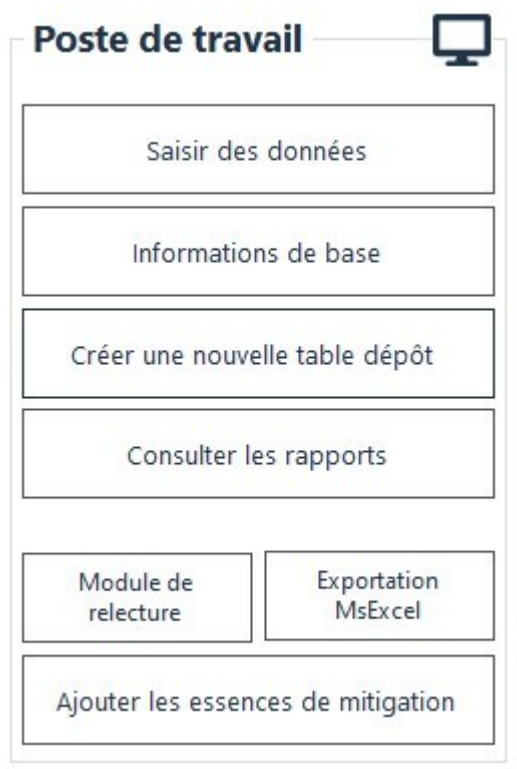 Poste de travail
Saisir des données
Informations de base
Créer une nouvelle table dépôt
Consulter les rapports
Module de
relecture
Exportation
MsExcel
Ajouter les essences de mitigation